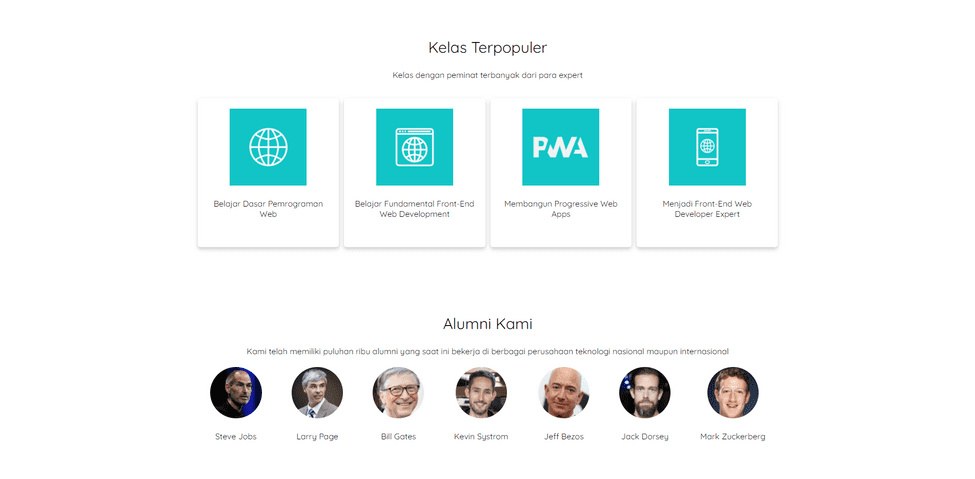 Kelas Terpopuler
Kelas dengan peminat terbanyak dari para expert
PWA
Belajar Dasar Pemrograman
Web
Belajar Fundamental Front-End
Web Development
Membangun Progressive Web
Apps
Menjadi Front-End Web
Developer Expert
Alumni Kami
Kami telah memiliki puluhan ribu alumni yang saat ini bekerja di berbagai perusahaan teknologi nasional maupun internasional
Steve Jobs
Larry Page
Bill Gates
Kevin Systrom
Jeff Bezos
Jack Dorsey
Mark Zuckerberg